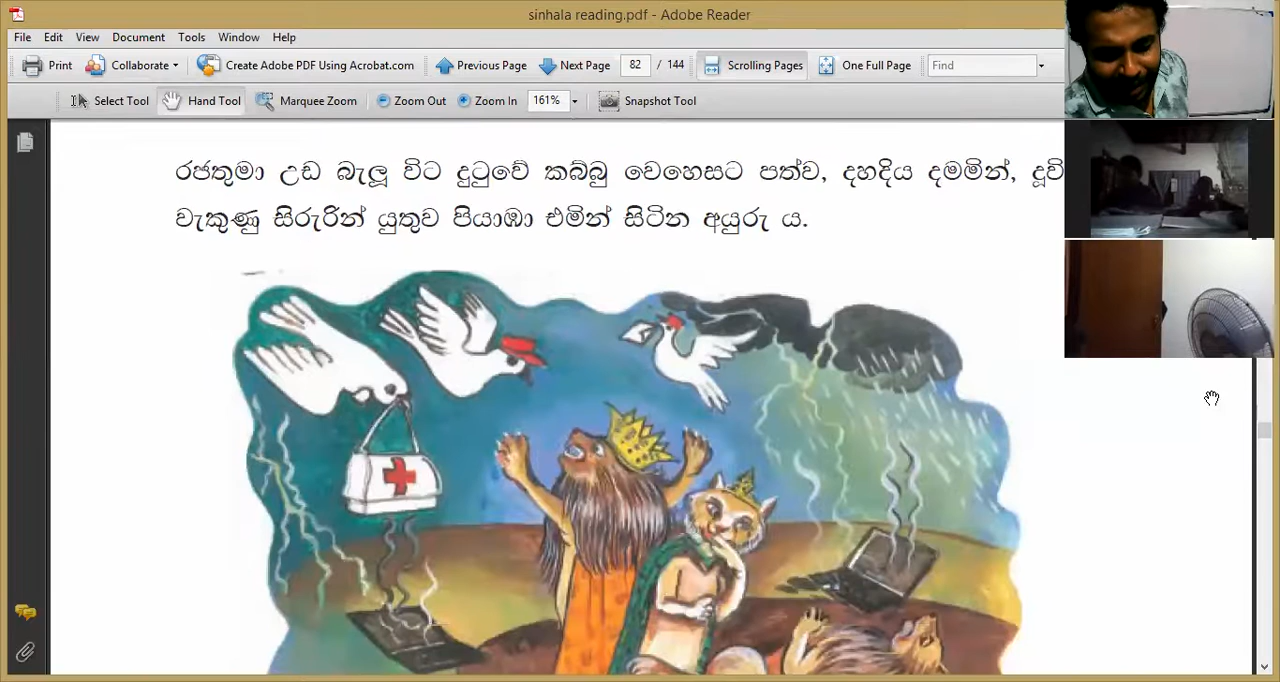 sinhala reading.pdf - Adobe Reader
File Edit View Document Tools Window Help
Print Collaborate Create Adobe PDF Using Acrobat.com Previous Page Next Page 82 / 144 Scrolling Pages One Full Page Find
Select Tool Hand Tool Marquee Zoom Zoom Out Zoom In 161% Snapshot Tool
රජතුමා උඩ බැලූ විට දුටුවේ කබ්බු වෙහෙසට පත්ව, දහදිය දමමින්, දූවි
වැකුණු සිරුරින් යුතුව පියාඹා එමින් සිටින අයුරු ය.